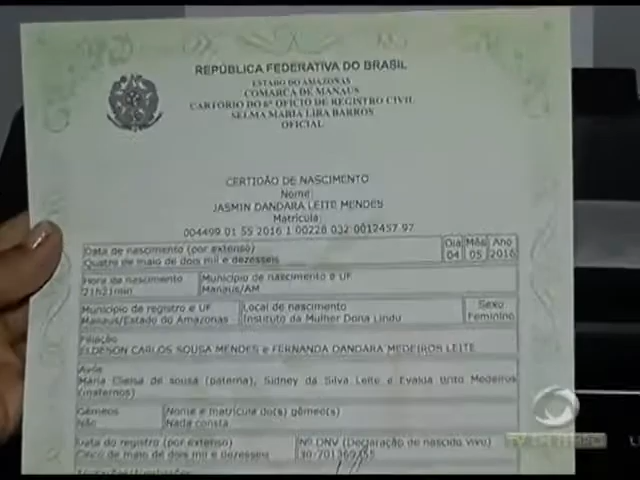 REPÚBLICA FEDERATIVA DO BRASIL
ESTADO DO AMAZONAS
COMARCA DE MANAUS
CARTÓRIO DO 6º OFÍCIO DE REGISTRO CIVIL
SELMA MARIA LIRA BARROS
OFICIAL
CERTIDÃO DE NASCIMENTO
Nome:
JASMIN DANDARA LEITE MENDES
Matrícula:
004499 01 55 2016 1 00228 032 0012457 97
Data de nascimento (por extenso) Dia Mês Ano
Quatro de maio de dois mil e dezesseis 04 05 2016
Hora de nascimento Município de nascimento e UF
21h21min Manaus/AM
Município de registro e UF Local de nascimento Sexo
Manaus/Estado do Amazonas Instituto da Mulher Dona Lindu Feminino
Filiação
ELDESON CARLOS SOUSA MENDES e FERNANDA DANDARA MEDEIROS LEITE
Avós
Maria de sousa (paterna), Sidney da Silva Leite e Medeiros
(maternos)
Gêmeos Nome e matrícula do(s) gêmeo(s)
Não Nada consta
Data do registro (por extenso) Nº DNV (Declaração de nascido vivo)
Cinco de maio de dois mil e dezesseis